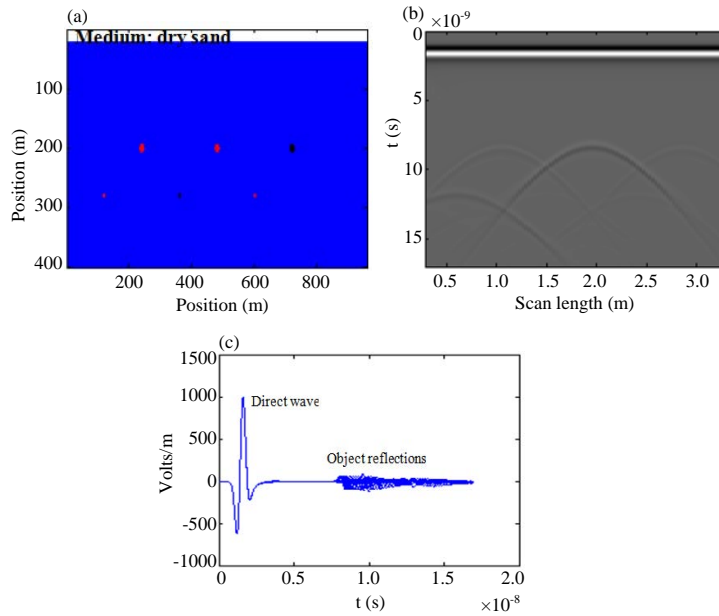 (a)
Medium: dry sand
100
200
300
400
Position (m)
200 400 600 800
Position (m)
(b)
×10-9
0
5
10
15
t (s)
0.5 1.0 1.5 2.0 2.5 3.0
Scan length (m)
(c)
1500
1000
500
0
-500
-1000
Volts/m
Direct wave
Object reflections
0 0.5 1.0 1.5 2.0
t (s)
×10-8